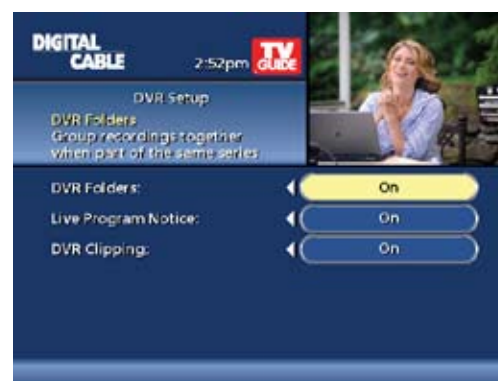 DIGITAL
CABLE
2:52pm
TV
GUIDE
DVR Setup
DVR Folders
Group recordings together
when part of the same series
DVR Folders: On
Live Program Notice: On
DVR Clipping: On